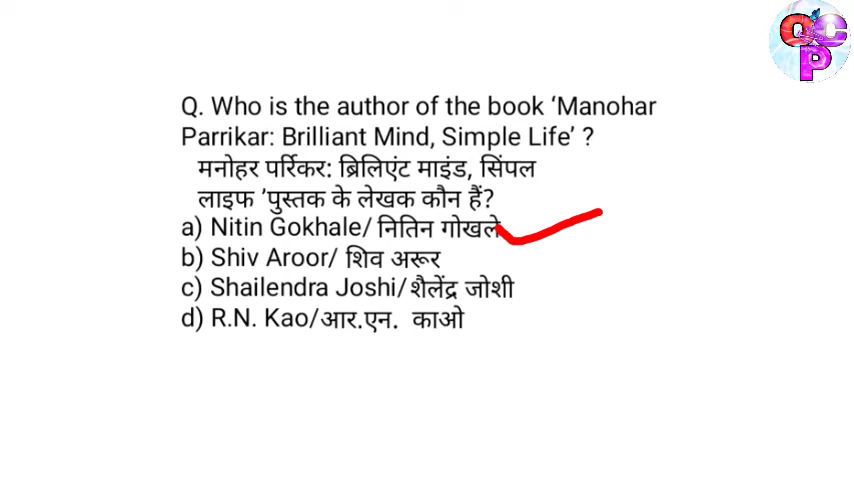 QCP
Q. Who is the author of the book ‘Manohar
Parrikar: Brilliant Mind, Simple Life’ ?
मनोहर पर्रिकर: ब्रिलिएंट माइंड, सिंपल
लाइफ ’पुस्तक के लेखक कौन हैं?
a) Nitin Gokhale/ नितिन गोखले
b) Shiv Aroor/ शिव अरूर
c) Shailendra Joshi/शैलेंद्र जोशी
d) R.N. Kao/आर.एन. काओ